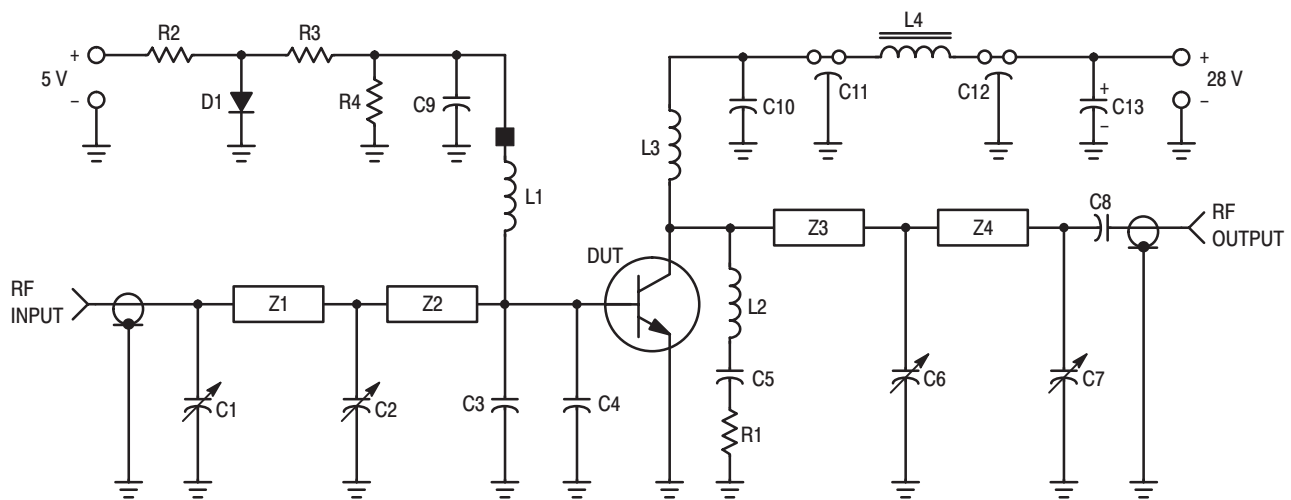 R2
R3
L4
+
5 V
–
D1
R4
C9
C10
C11
C12
+
C13
–
+
28 V
–
L1
L3
Z3
Z4
C8
RF
OUTPUT
DUT
RF
INPUT
Z1
Z2
L2
C1
C2
C3
C4
C5
C6
C7
R1